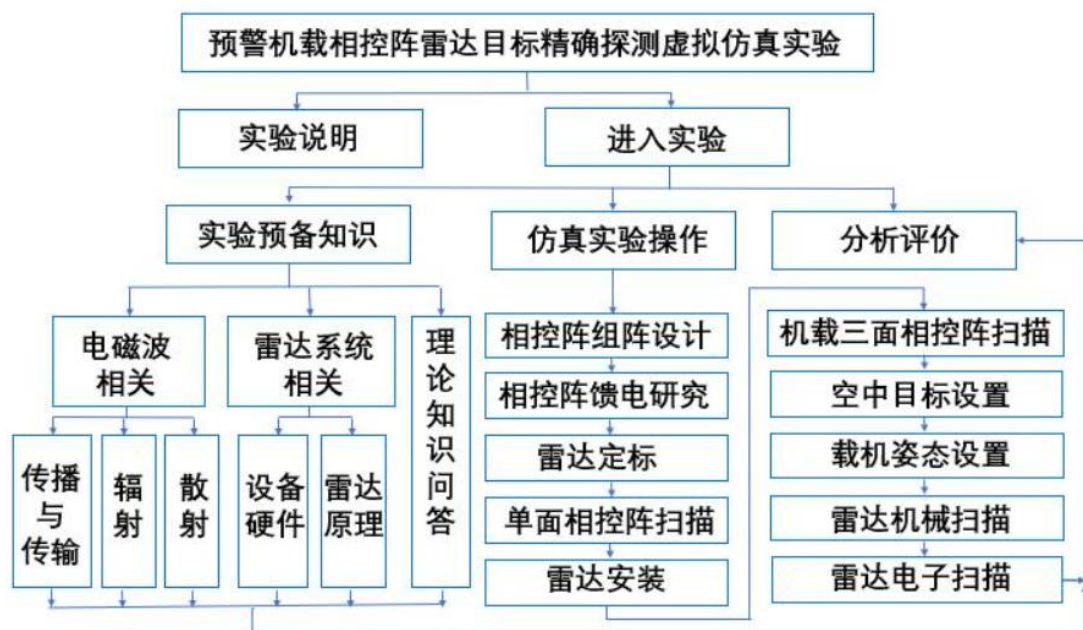 预警机载相控阵雷达目标精确探测虚拟仿真实验
实验说明
进入实验
实验预备知识
仿真实验操作
分析评价
电磁波
相关
雷达系统
相关
理论知识问答
传播
与
传输
辐射
散射
设备
硬件
雷达
原理
相控阵组阵设计
相控阵馈电研究
雷达定标
单面相控阵扫描
雷达安装
机载三面相控阵扫描
空中目标设置
载机姿态设置
雷达机械扫描
雷达电子扫描